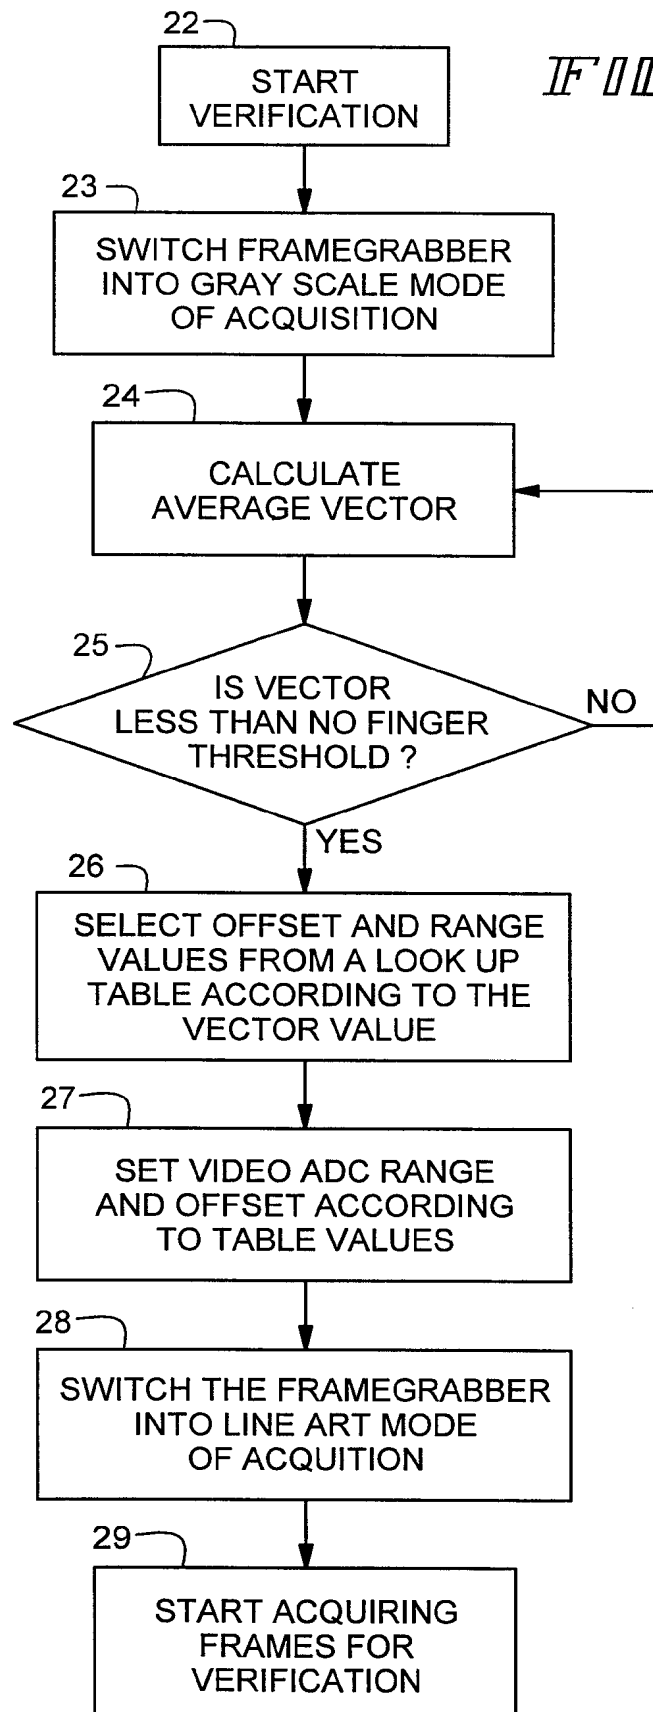 22
FI
START
VERIFICATION
23
SWITCH FRAMEGRABBER
INTO GRAY SCALE MODE
OF ACQUISITION
24
CALCULATE
AVERAGE VECTOR
25
IS VECTOR
LESS THAN NO FINGER
THRESHOLD ?
NO
YES
26
SELECT OFFSET AND RANGE
VALUES FROM A LOOK UP
TABLE ACCORDING TO THE
VECTOR VALUE
27
SET VIDEO ADC RANGE
AND OFFSET ACCORDING
TO TABLE VALUES
28
SWITCH THE FRAMEGRABBER
INTO LINE ART MODE
OF ACQUITION
29
START ACQUIRING
FRAMES FOR
VERIFICATION